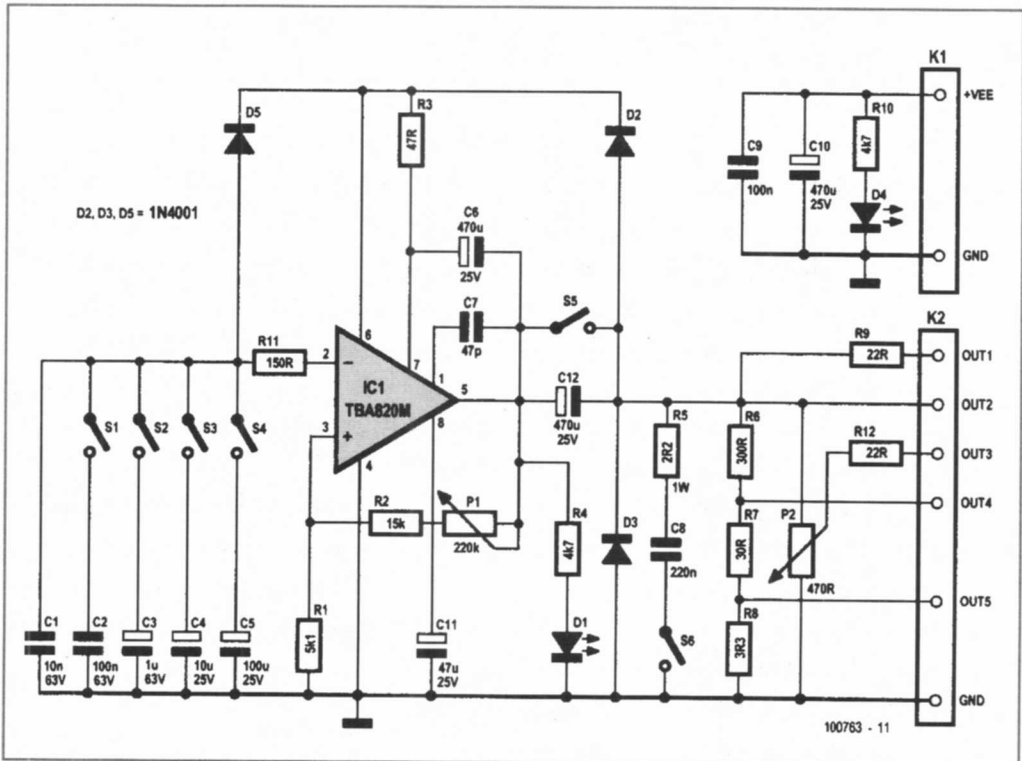 K1
+VEE
R10
4k7
C9
100n
C10
470u
25V
D4
GND
D5
R3
47R
D2
D2, D3, D5 = 1N4001
C6
470u
25V
C7
47p
S5
R11
150R
2
−
6
7
1
IC1
TBA820M
5
8
3
+
4
C12
470u
25V
S1
S2
S3
S4
R2
15k
P1
220k
R4
4k7
D1
D3
R5
2R2
1W
C8
220n
S6
R6
300R
R7
30R
R8
3R3
P2
470R
K2
R9
22R
OUT1
OUT2
R12
22R
OUT3
OUT4
OUT5
GND
C1
10n
63V
C2
100n
63V
C3
1u
63V
C4
10u
25V
C5
100u
25V
R1
5k1
C11
47u
25V
100763 - 11